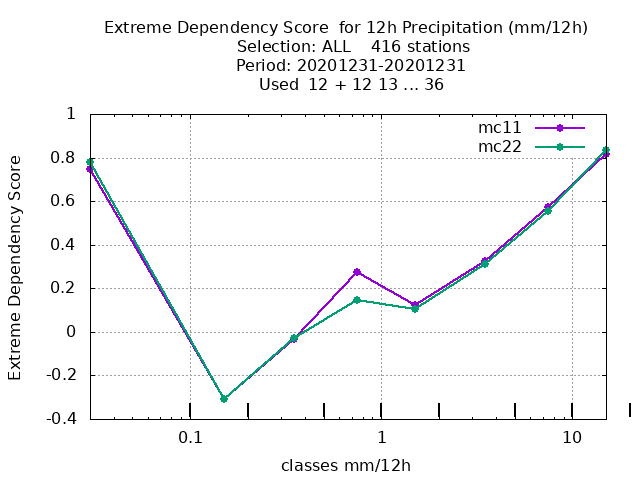 Extreme Dependency Score  for 12h Precipitation (mm/12h)
Selection: ALL    416 stations
Period: 20201231-20201231
Used  12 + 12 13 ... 36
mc11
mc22
1
0.8
0.6
0.4
0.2
0
-0.2
-0.4
Extreme Dependency Score
0.1 1 10
classes mm/12h